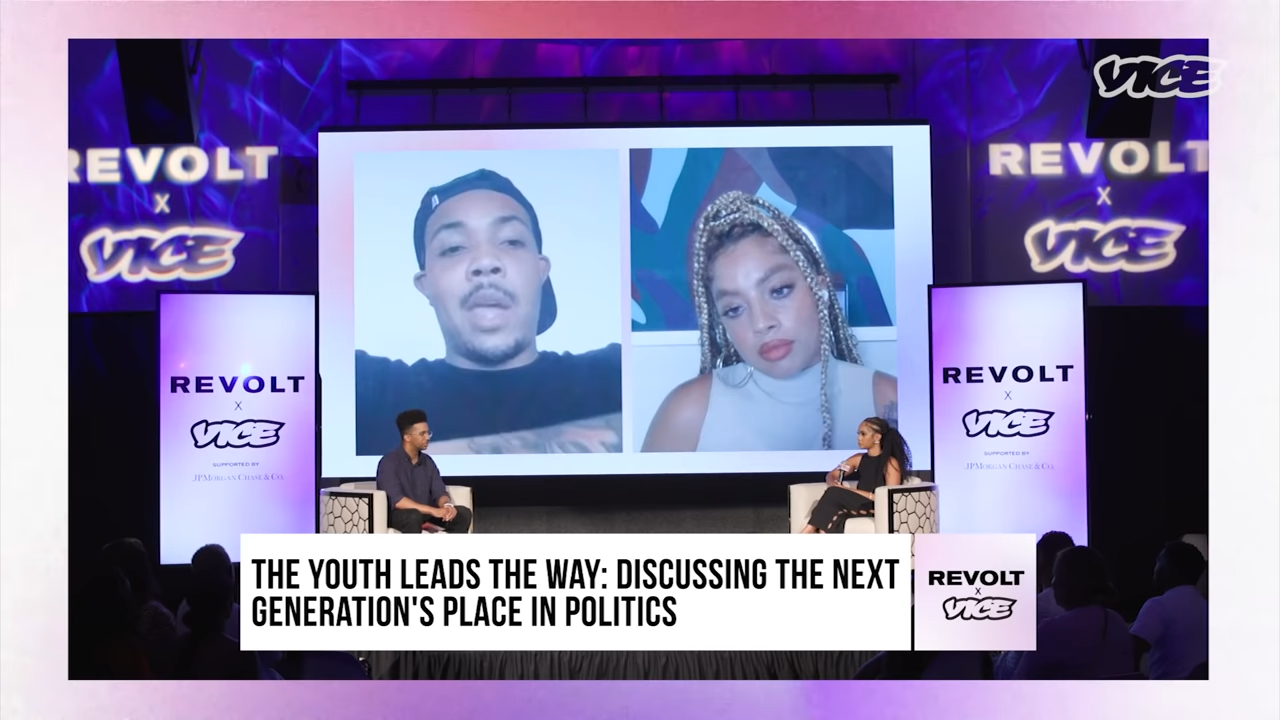 VICE
REVOLT
X
VICE
REVOLT
X
VICE
REVOLT
X
VICE
SUPPORTED BY
JPMORGAN CHASE & CO.
REVOLT
X
VICE
SUPPORTED BY
JPMORGAN CHASE & CO.
THE YOUTH LEADS THE WAY: DISCUSSING THE NEXT
GENERATION'S PLACE IN POLITICS
REVOLT
X
VICE